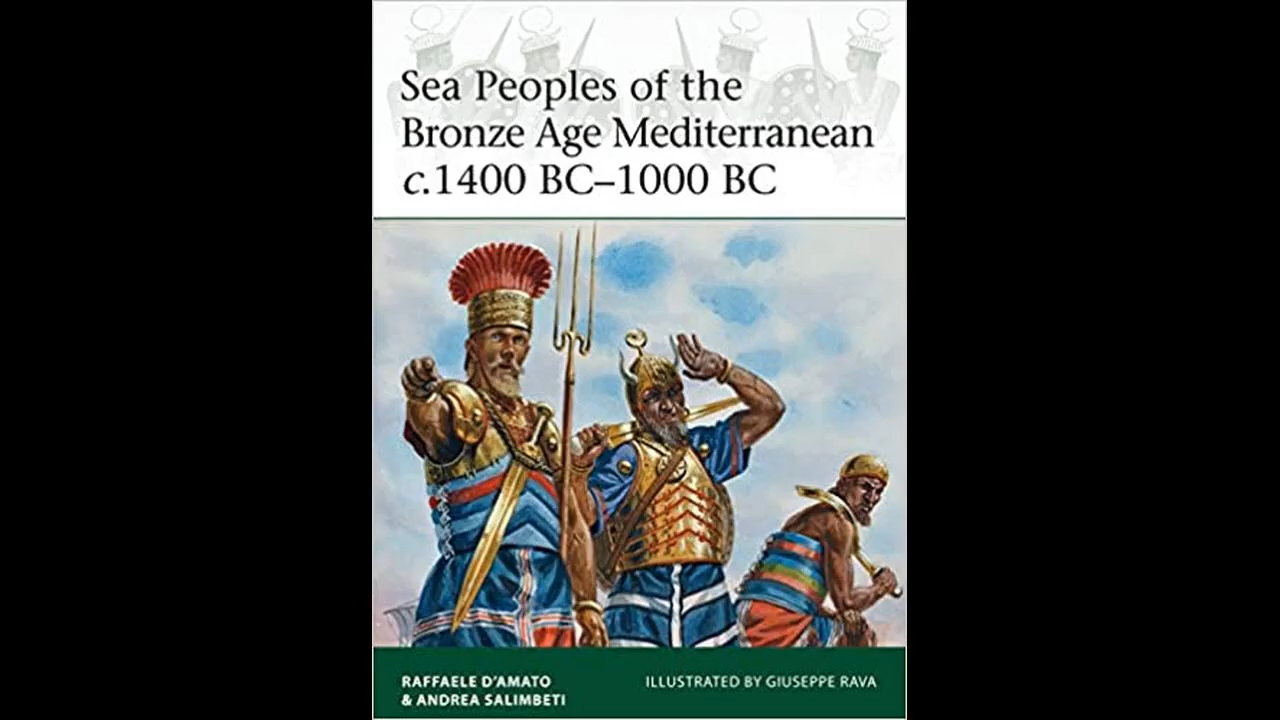 Sea Peoples of the
Bronze Age Mediterranean
c.1400 BC–1000 BC
RAFFAELE D'AMATO
& ANDREA SALIMBETI
ILLUSTRATED BY GIUSEPPE RAVA